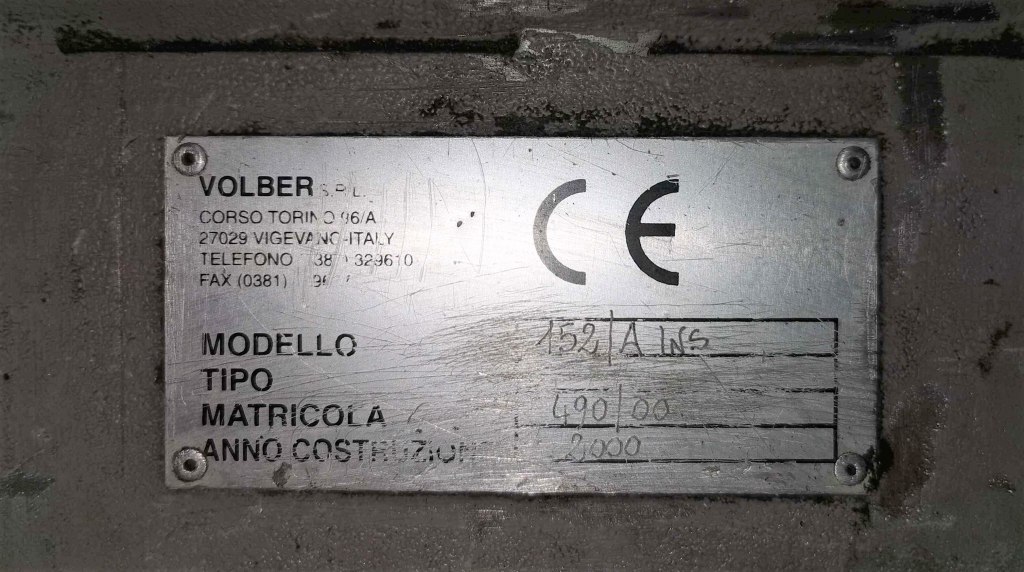 VOLBER
CORSO TORINO 96/A
27029 VIGEVANO-ITALY
TELEFONO 329610
FAX (0381)
CE
MODELLO 152/A INS
TIPO
MATRICOLA 490/00
ANNO COSTRUZIONE 2000